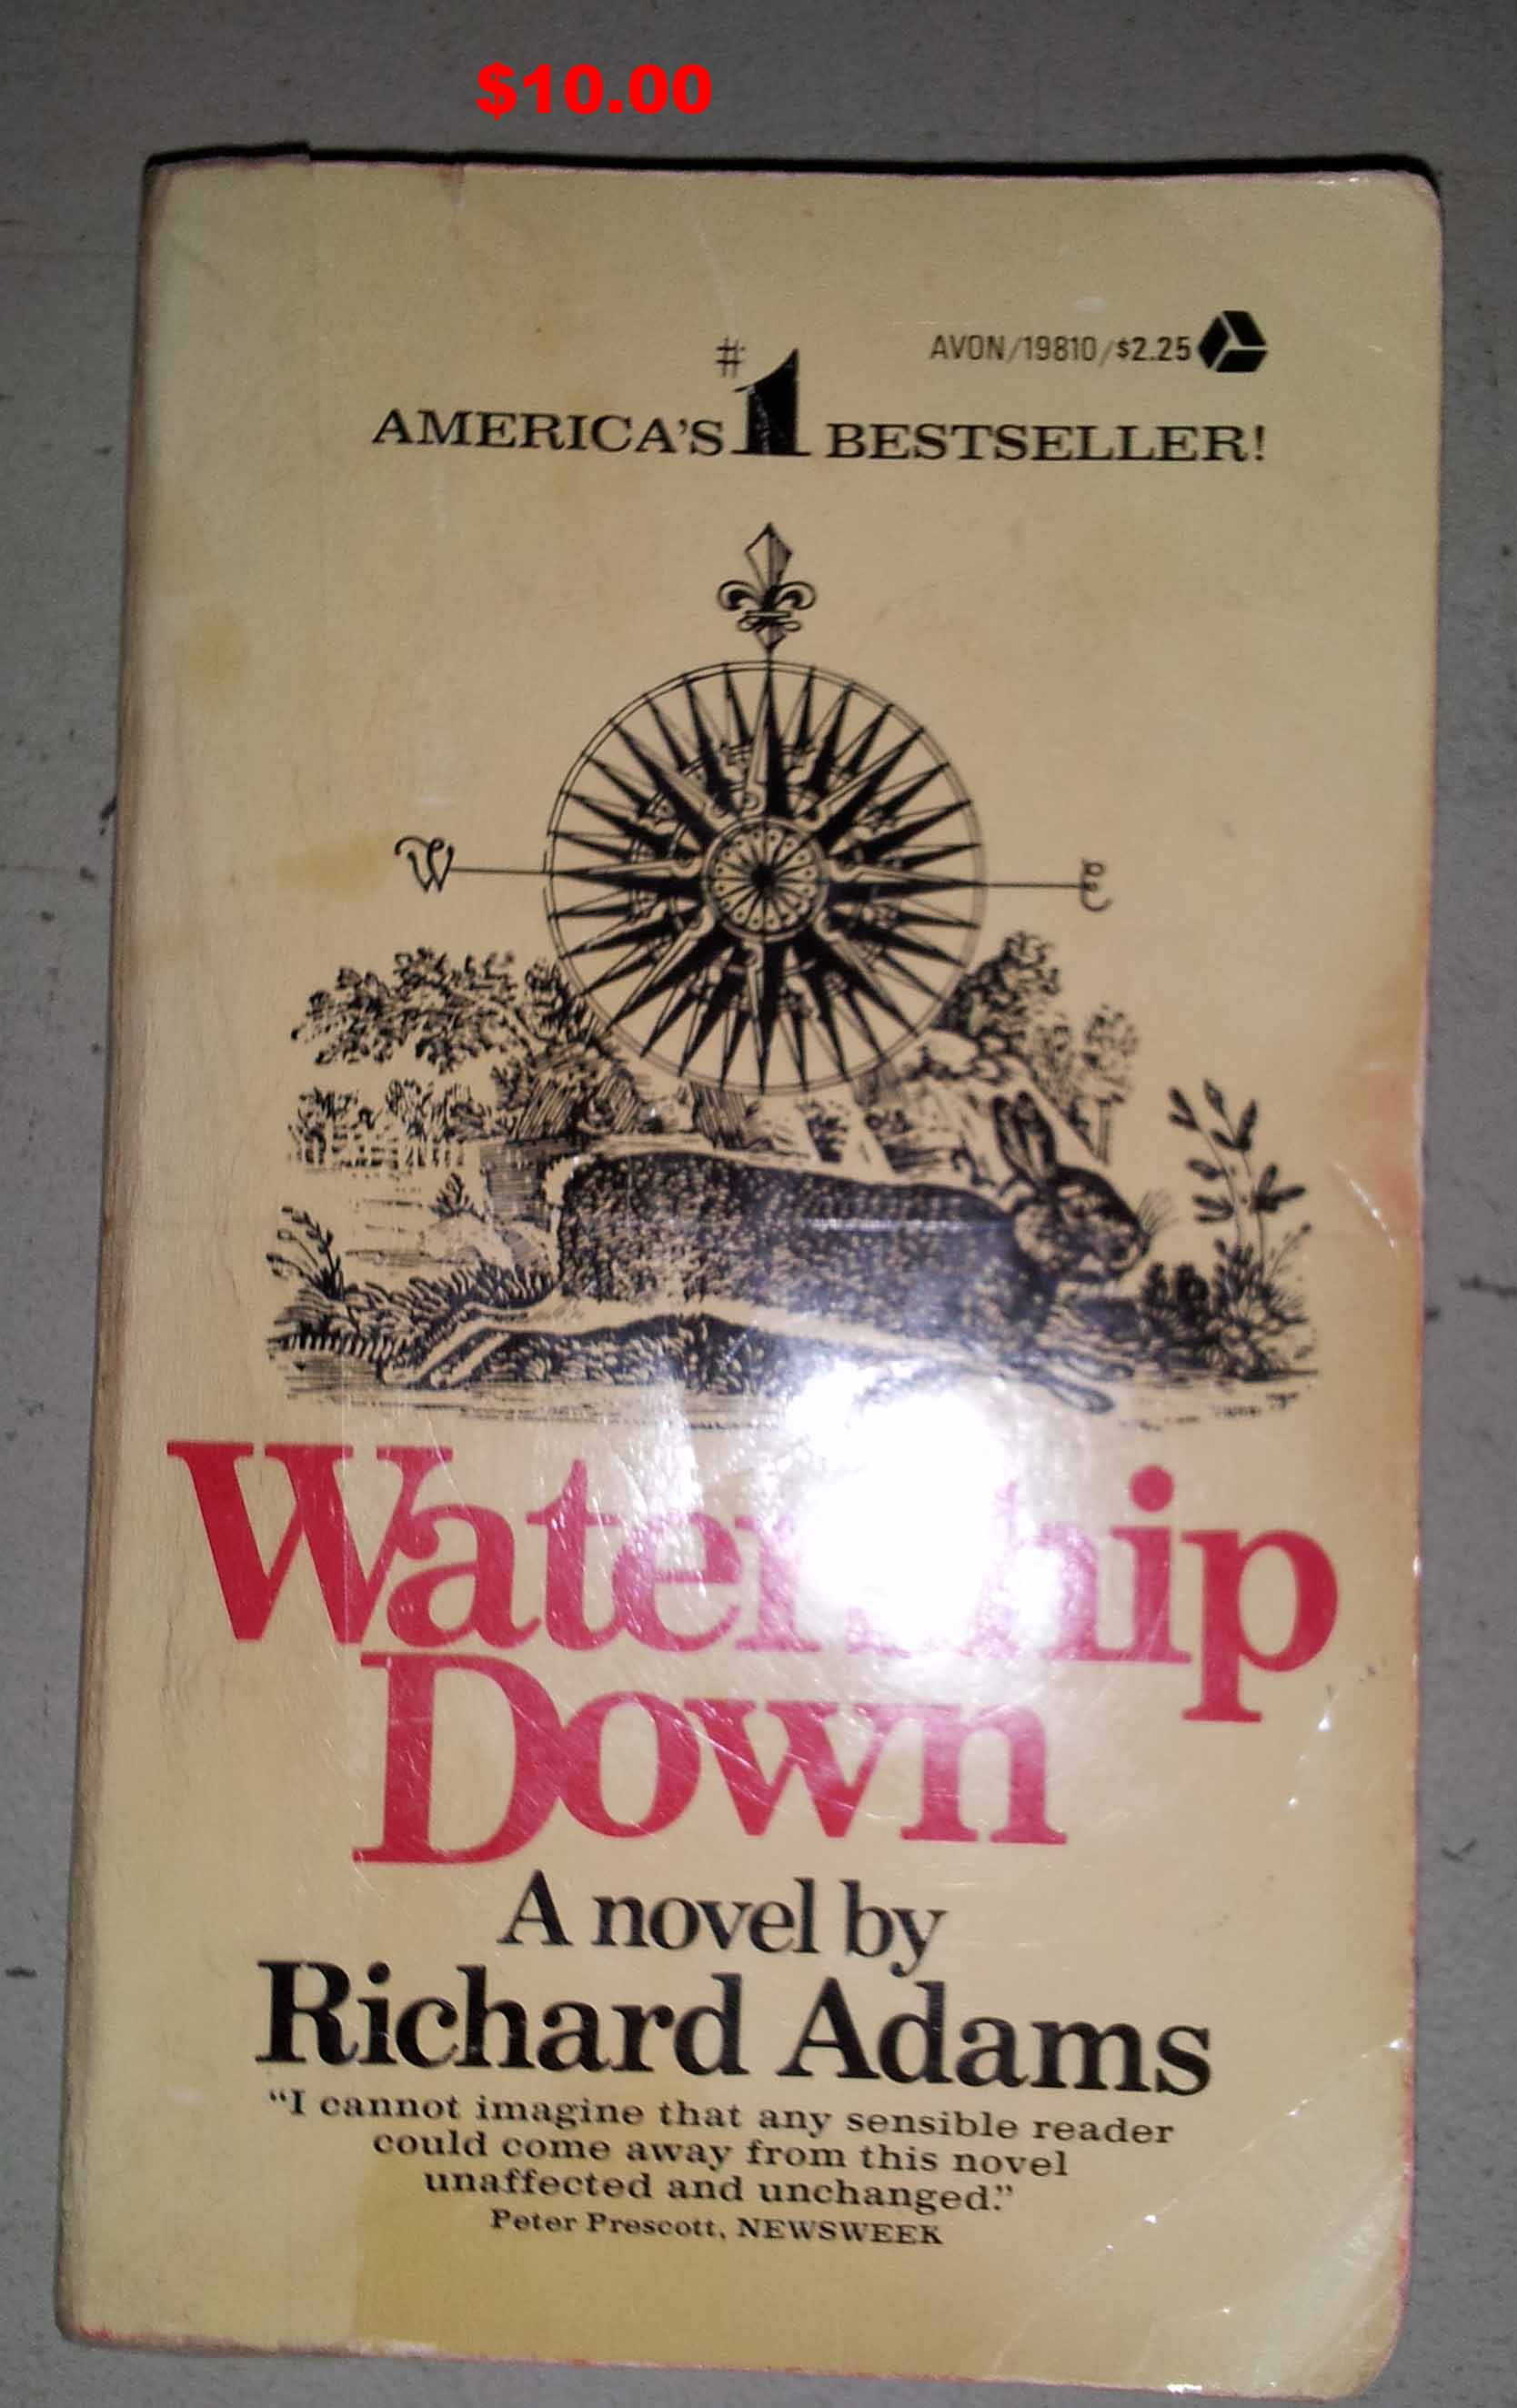 $10.00
AVON/19810/$2.25
#1
AMERICA'S BESTSELLER!
W E
Watership
Down
A novel by
Richard Adams
"I cannot imagine that any sensible reader
could come away from this novel
unaffected and unchanged."
Peter Prescott, NEWSWEEK